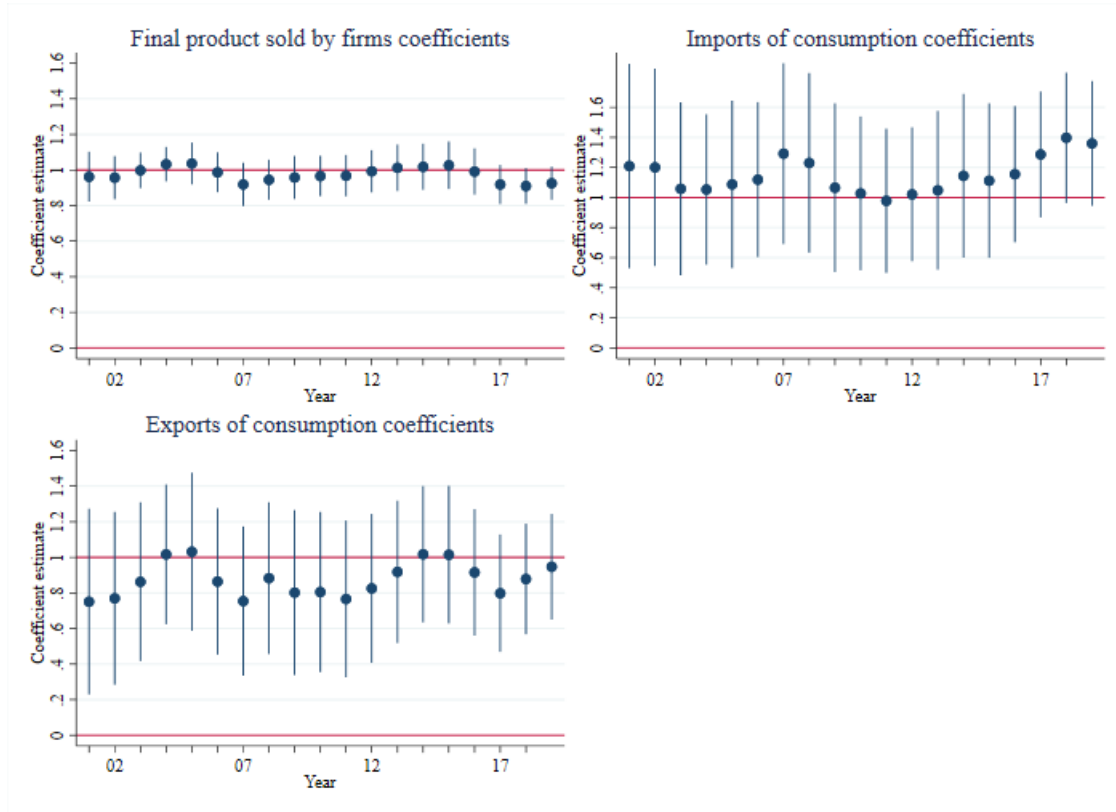 Final product sold by firms coefficients
Coefficient estimate
1.6
1.4
1.2
1
.8
.6
.4
.2
0
02 07 12 17
Year
Imports of consumption coefficients
Coefficient estimate
1.6
1.4
1.2
1
.8
.6
.4
.2
0
02 07 12 17
Year
Exports of consumption coefficients
Coefficient estimate
1.6
1.4
1.2
1
.8
.6
.4
.2
0
02 07 12 17
Year